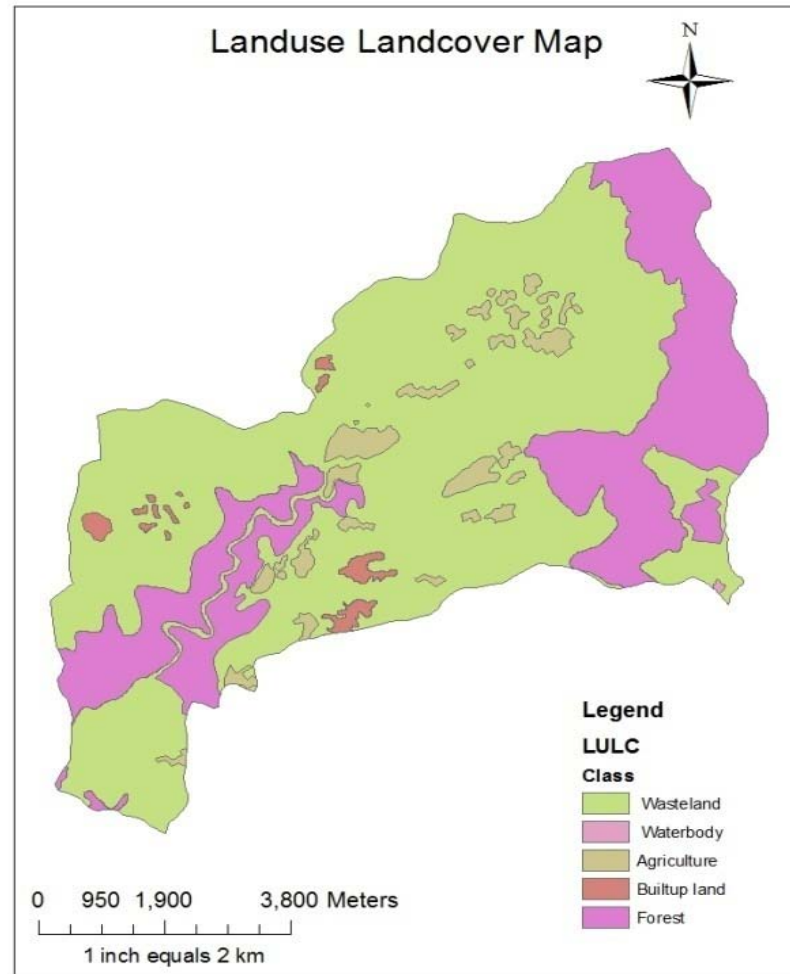 Landuse Landcover Map
N
Legend
LULC
Class
Wasteland
Waterbody
Agriculture
Builtup land
Forest
0 950 1,900 3,800 Meters
1 inch equals 2 km